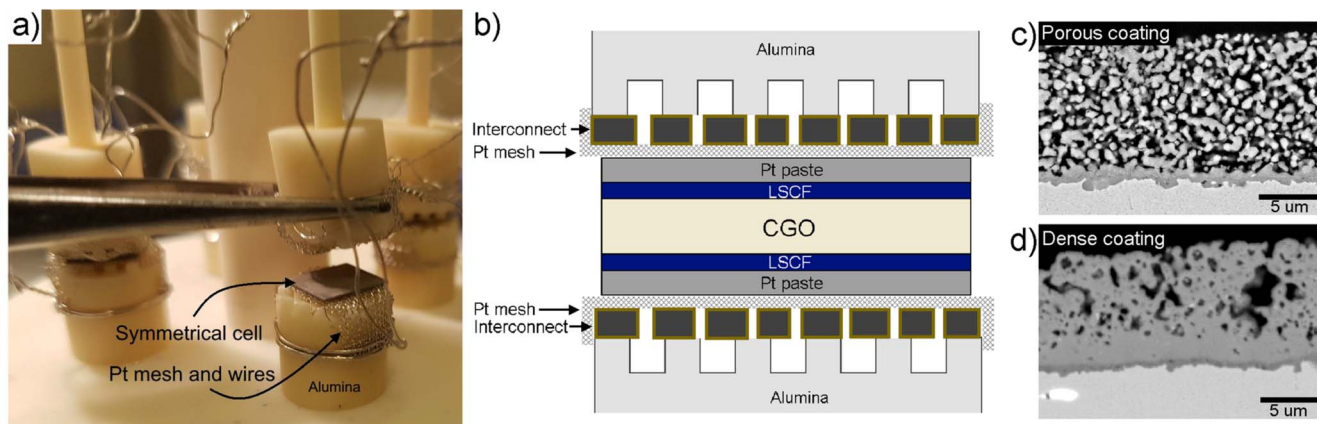 a)
Symmetrical cell
Pt mesh and wires
Alumina
b)
Alumina
Interconnect
Pt mesh
Pt paste
LSCF
CGO
LSCF
Pt paste
Pt mesh
Interconnect
Alumina
c)
Porous coating
5 um
d)
Dense coating
5 um